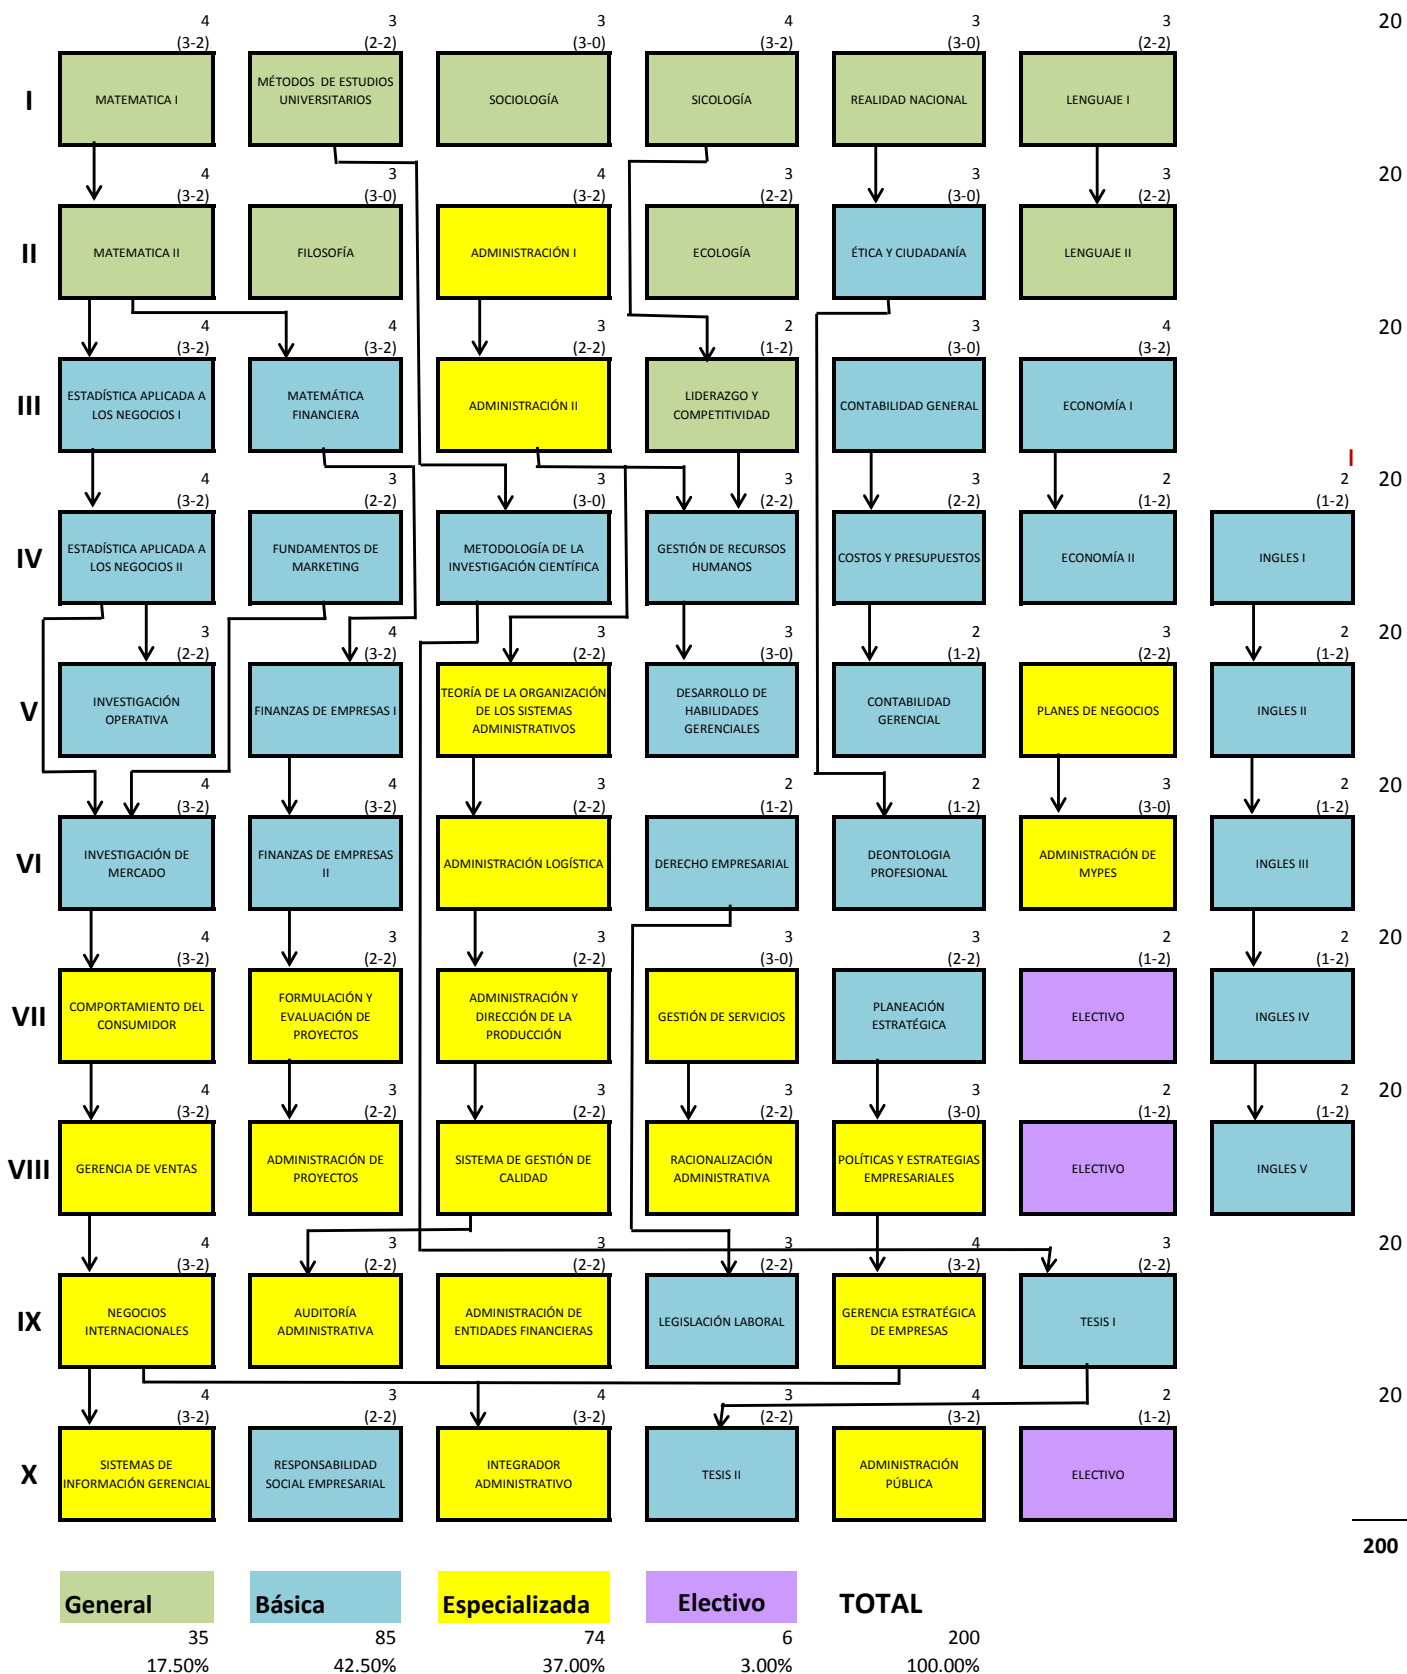 4 3 3 4 3 3 20
(3-2) (2-2) (3-0) (3-2) (3-0) (2-2)
I
MATEMATICA I
MÉTODOS DE ESTUDIOS
UNIVERSITARIOS
SOCIOLOGÍA
SICOLOGÍA
REALIDAD NACIONAL
LENGUAJE I
4 3 4 3 3 3 20
(3-2) (3-0) (3-2) (2-2) (3-0) (2-2)
II
MATEMATICA II
FILOSOFÍA
ADMINISTRACIÓN I
ECOLOGÍA
ÉTICA Y CIUDADANÍA
LENGUAJE II
4 4 3 2 3 4 20
(3-2) (3-2) (2-2) (1-2) (3-0) (3-2)
III
ESTADÍSTICA APLICADA A
LOS NEGOCIOS I
MATEMÁTICA
FINANCIERA
ADMINISTRACIÓN II
LIDERAZGO Y
COMPETITIVIDAD
CONTABILIDAD GENERAL
ECONOMÍA I
I
4 3 3 3 3 2 2 20
(3-2) (2-2) (3-0) (2-2) (2-2) (1-2) (1-2)
IV
ESTADÍSTICA APLICADA A
LOS NEGOCIOS II
FUNDAMENTOS DE
MARKETING
METODOLOGÍA DE LA
INVESTIGACIÓN CIENTÍFICA
GESTIÓN DE RECURSOS
HUMANOS
COSTOS Y PRESUPUESTOS
ECONOMÍA II
INGLES I
3 4 3 3 2 3 2 20
(2-2) (3-2) (2-2) (3-0) (1-2) (2-2) (1-2)
V
INVESTIGACIÓN
OPERATIVA
FINANZAS DE EMPRESAS I
TEORÍA DE LA ORGANIZACIÓN
DE LOS SISTEMAS
ADMINISTRATIVOS
DESARROLLO DE
HABILIDADES
GERENCIALES
CONTABILIDAD
GERENCIAL
PLANES DE NEGOCIOS
INGLES II
4 4 3 2 2 3 2 20
(3-2) (3-2) (2-2) (1-2) (1-2) (3-0) (1-2)
VI
INVESTIGACIÓN DE
MERCADO
FINANZAS DE EMPRESAS
II
ADMINISTRACIÓN LOGÍSTICA
DERECHO EMPRESARIAL
DEONTOLOGIA
PROFESIONAL
ADMINISTRACIÓN DE
MYPES
INGLES III
4 3 3 3 3 2 2 20
(3-2) (2-2) (2-2) (3-0) (2-2) (1-2) (1-2)
VII
COMPORTAMIENTO DEL
CONSUMIDOR
FORMULACIÓN Y
EVALUACIÓN DE
PROYECTOS
ADMINISTRACIÓN Y
DIRECCIÓN DE LA
PRODUCCIÓN
GESTIÓN DE SERVICIOS
PLANEACIÓN
ESTRATÉGICA
ELECTIVO
INGLES IV
4 3 3 3 3 2 2 20
(3-2) (2-2) (2-2) (2-2) (3-0) (1-2) (1-2)
VIII
GERENCIA DE VENTAS
ADMINISTRACIÓN DE
PROYECTOS
SISTEMA DE GESTIÓN DE
CALIDAD
RACIONALIZACIÓN
ADMINISTRATIVA
POLÍTICAS Y ESTRATEGIAS
EMPRESARIALES
ELECTIVO
INGLES V
4 3 3 3 4 3 20
(3-2) (2-2) (2-2) (2-2) (3-2) (2-2)
IX
NEGOCIOS
INTERNACIONALES
AUDITORÍA
ADMINISTRATIVA
ADMINISTRACIÓN DE
ENTIDADES FINANCIERAS
LEGISLACIÓN LABORAL
GERENCIA ESTRATÉGICA
DE EMPRESAS
TESIS I
4 3 4 3 4 2 20
(3-2) (2-2) (3-2) (2-2) (3-2) (1-2)
X
SISTEMAS DE
INFORMACIÓN GERENCIAL
RESPONSABILIDAD
SOCIAL EMPRESARIAL
INTEGRADOR
ADMINISTRATIVO
TESIS II
ADMINISTRACIÓN
PÚBLICA
ELECTIVO
200
General Básica Especializada Electivo TOTAL
35 85 74 6 200
17.50% 42.50% 37.00% 3.00% 100.00%